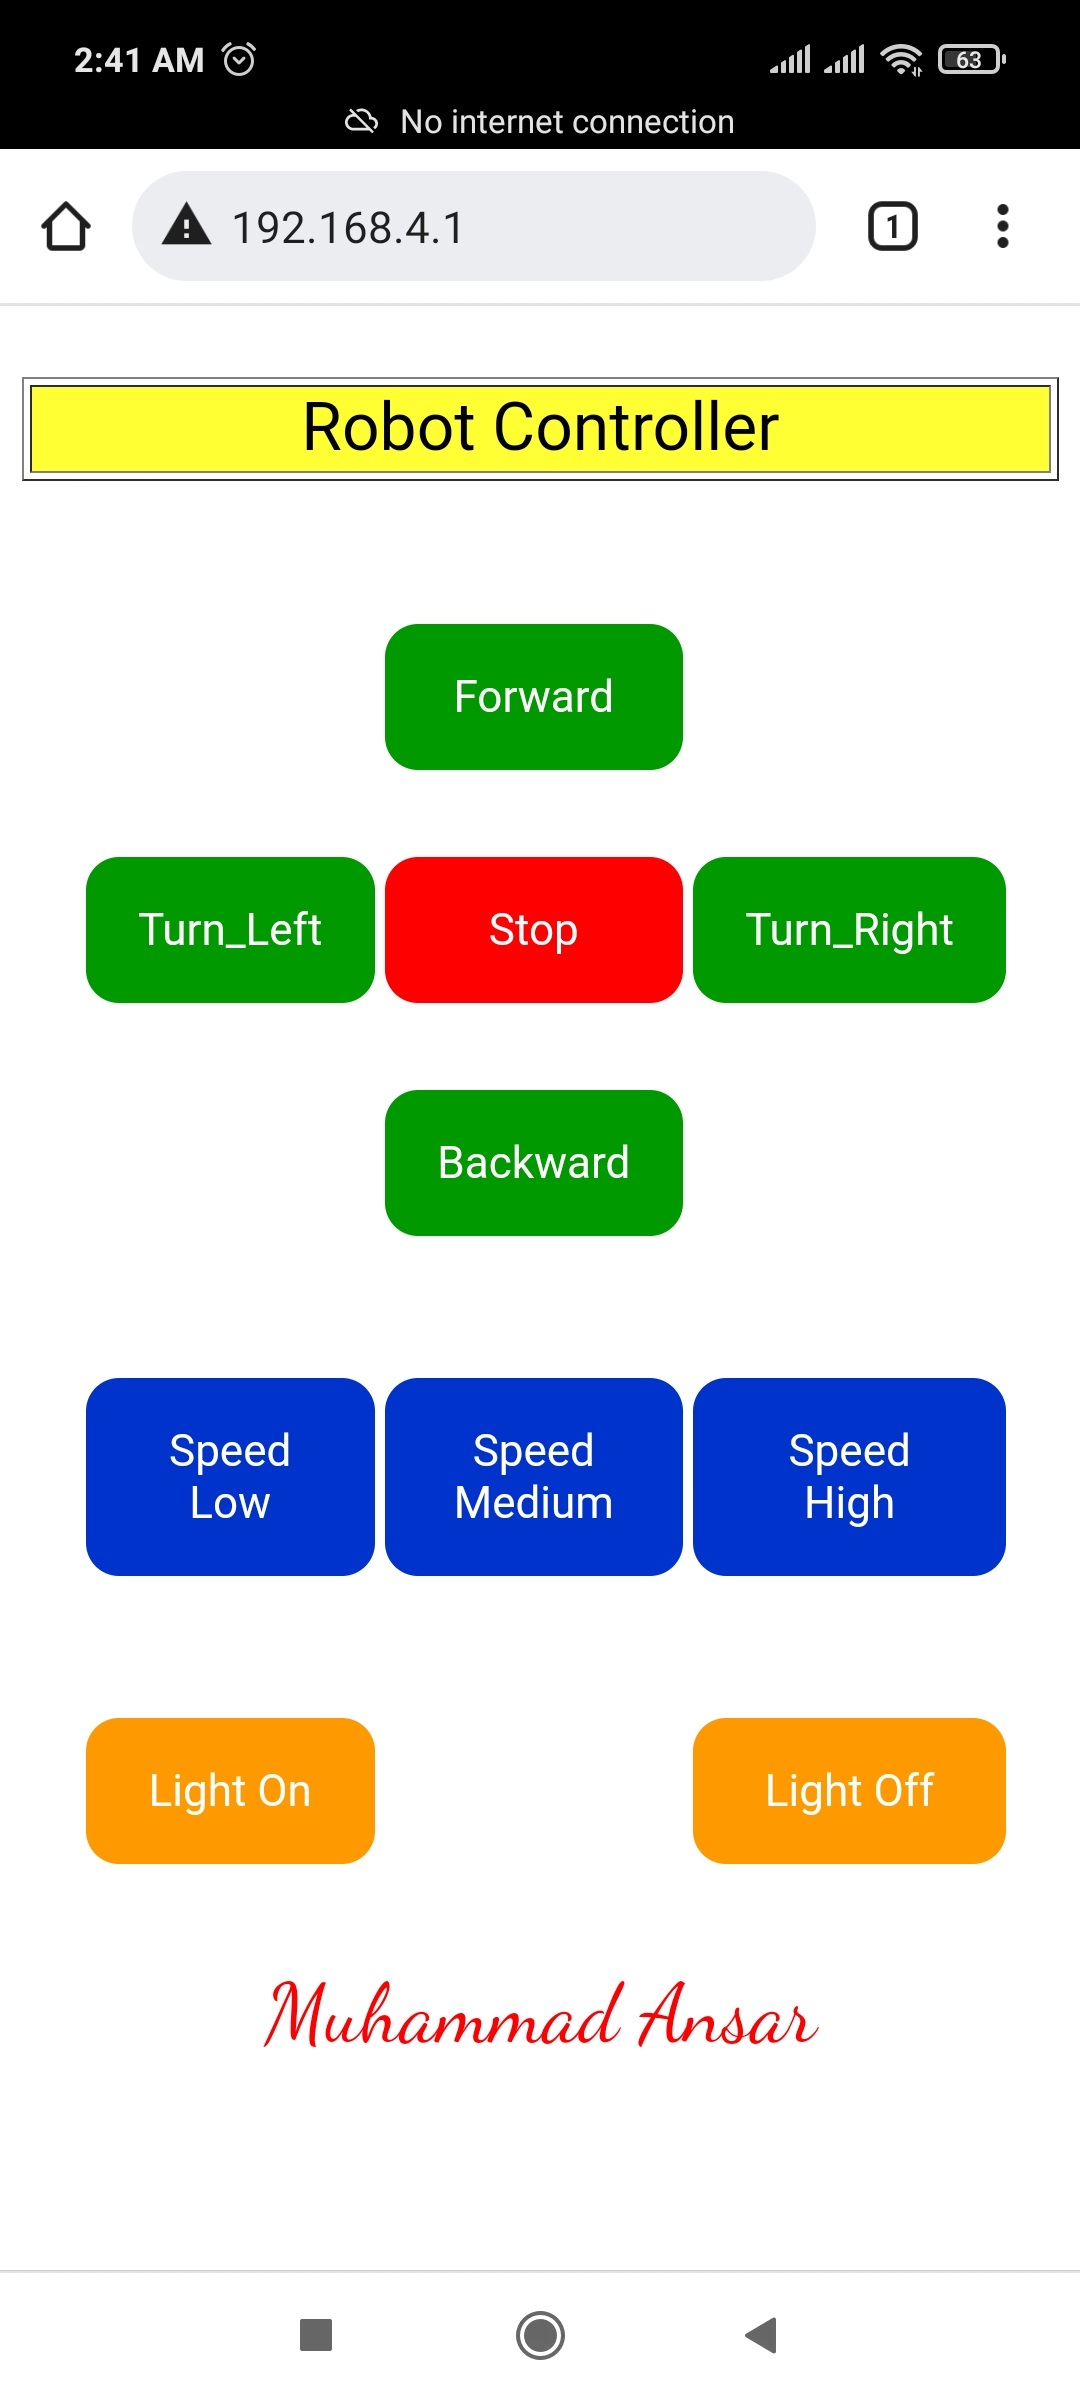 2:41 AM 63
No internet connection
192.168.4.1 1
Robot Controller
Forward
Turn_Left Stop Turn_Right
Backward
Speed Speed Speed
Low Medium High
Light On Light Off
Muhammad Ansar